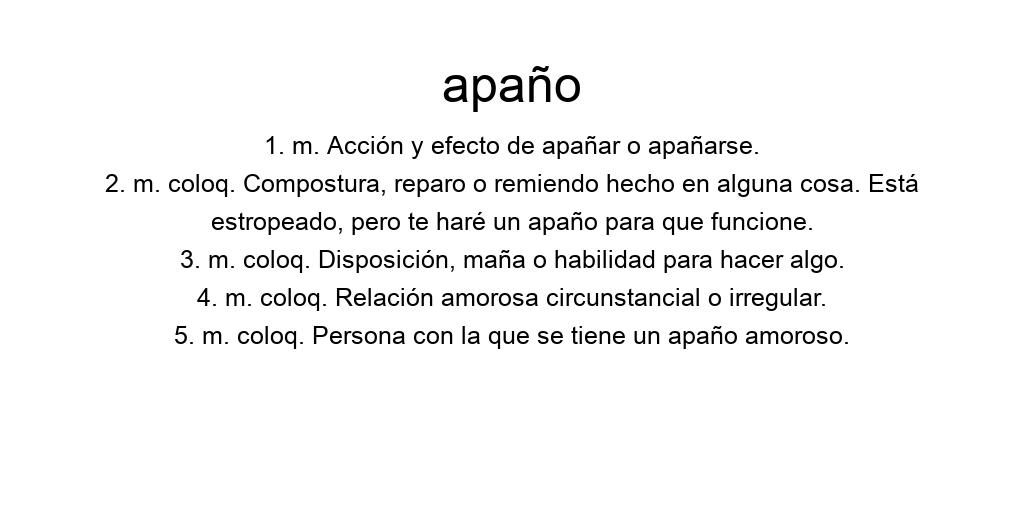 apaño
1. m. Acción y efecto de apañar o apañarse.
2. m. coloq. Compostura, reparo o remiendo hecho en alguna cosa. Está
estropeado, pero te haré un apaño para que funcione.
3. m. coloq. Disposición, maña o habilidad para hacer algo.
4. m. coloq. Relación amorosa circunstancial o irregular.
5. m. coloq. Persona con la que se tiene un apaño amoroso.